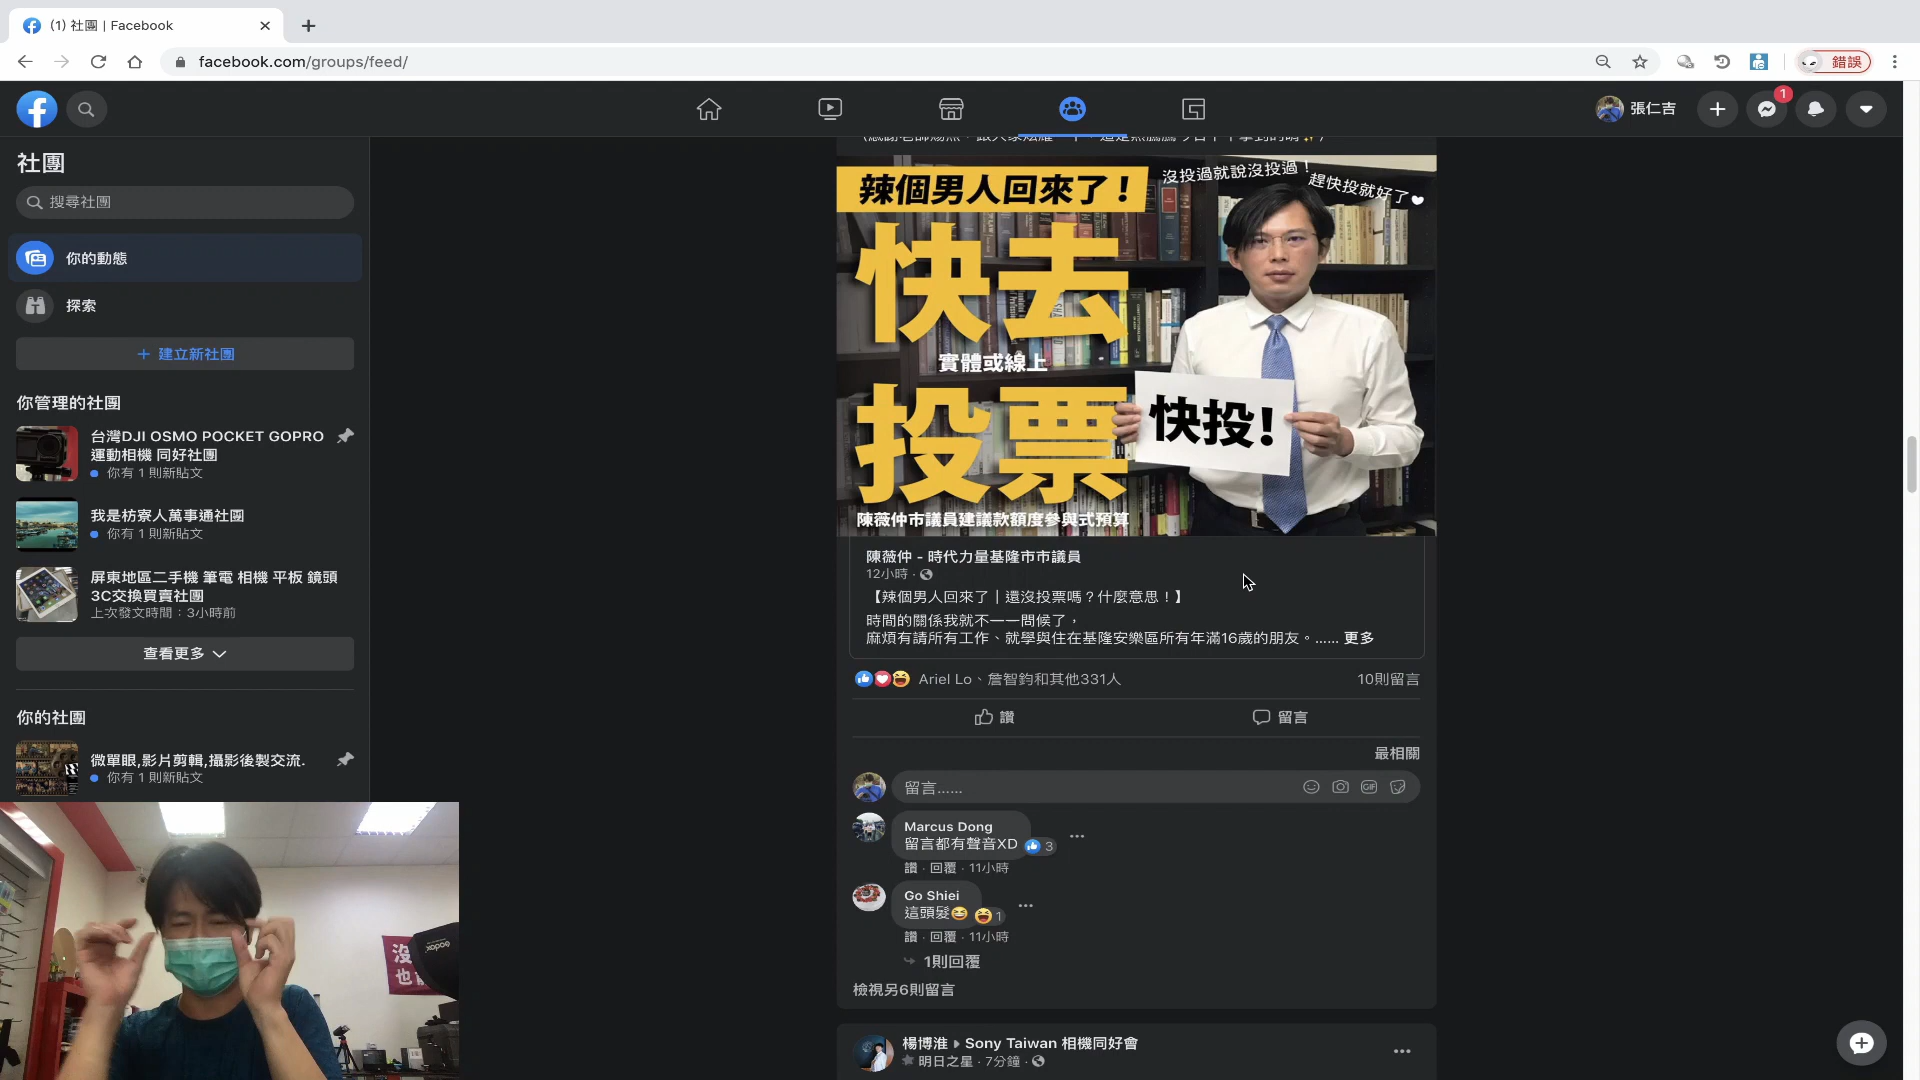 (1) 社團 | Facebook
facebook.com/groups/feed/
錯誤
張仁吉
1
社團
搜尋社團
你的動態
探索
建立新社團
你管理的社團
台灣DJI OSMO POCKET GOPRO
運動相機 同好社團
你有 1 則新貼文
我是枋寮人萬事通社團
你有 1 則新貼文
屏東地區二手機 筆電 相機 平板 鏡頭
3C交換買賣社團
上次發文時間：3小時前
查看更多
你的社團
微單眼,影片剪輯,攝影後製交流.
你有 1 則新貼文
辣個男人回來了！
沒投過就說沒投過！
趕快投就好了
快去
實體或線上
投票
快投!
陳薇仲市議員建議款額度參與式預算
陳薇仲 - 時代力量基隆市市議員
12小時 ·
【辣個男人回來了｜還沒投票嗎？什麼意思！】
時間的關係我就不一一問候了，
麻煩有請所有工作、就學與住在基隆安樂區所有年滿16歲的朋友。…… 更多
Ariel Lo、詹智鈞和其他331人
10則留言
讚
留言
最相關
留言……
GIF
Marcus Dong
留言都有聲音XD
3
讚 · 回覆 · 11小時
Go Shiei
這頭髮😆
1
讚 · 回覆 · 11小時
1則回覆
檢視另6則留言
楊博淮 ▸ Sony Taiwan 相機同好會
明日之星 · 7分鐘 ·
godox
沒
也